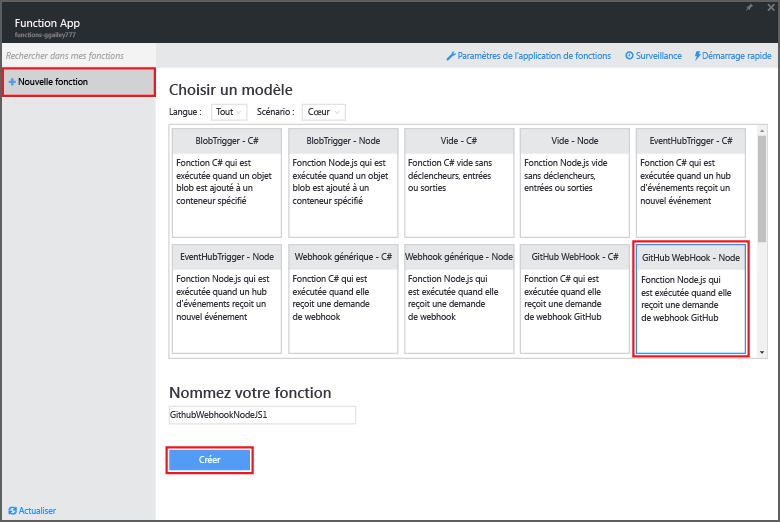 Function App
functions-ggailey777
Rechercher dans mes fonctions
Paramètres de l'application de fonctions
Surveillance
Démarrage rapide
Nouvelle fonction
Choisir un modèle
Langue : Tout Scénario : Cœur
BlobTrigger - C#
Fonction C# qui est
exécutée quand un objet
blob est ajouté à un
conteneur spécifié
BlobTrigger - Node
Fonction Node.js qui est
exécutée quand un objet
blob est ajouté à un
conteneur spécifié
Vide - C#
Fonction C# vide sans
déclencheurs, entrées
ou sorties
Vide - Node
Fonction Node.js vide
sans déclencheurs,
entrées ou sorties
EventHubTrigger - C#
Fonction C# qui est
exécutée quand un hub
d'événements reçoit un
nouvel événement
EventHubTrigger - Node
Fonction Node.js qui est
exécutée quand un hub
d'événements reçoit un
nouvel événement
Webhook générique - C#
Fonction C# qui est
exécutée quand elle
reçoit une demande
de webhook
Webhook générique - Node
Fonction Node.js qui
est exécutée quand elle
reçoit une demande
de webhook
GitHub WebHook - C#
Fonction C# qui est
exécutée quand elle
reçoit une demande
de webhook GitHub
GitHub WebHook - Node
Fonction Node.js qui
est exécutée quand elle
reçoit une demande
de webhook GitHub
Nommez votre fonction
GithubWebhookNodeJS1
Créer
Actualiser